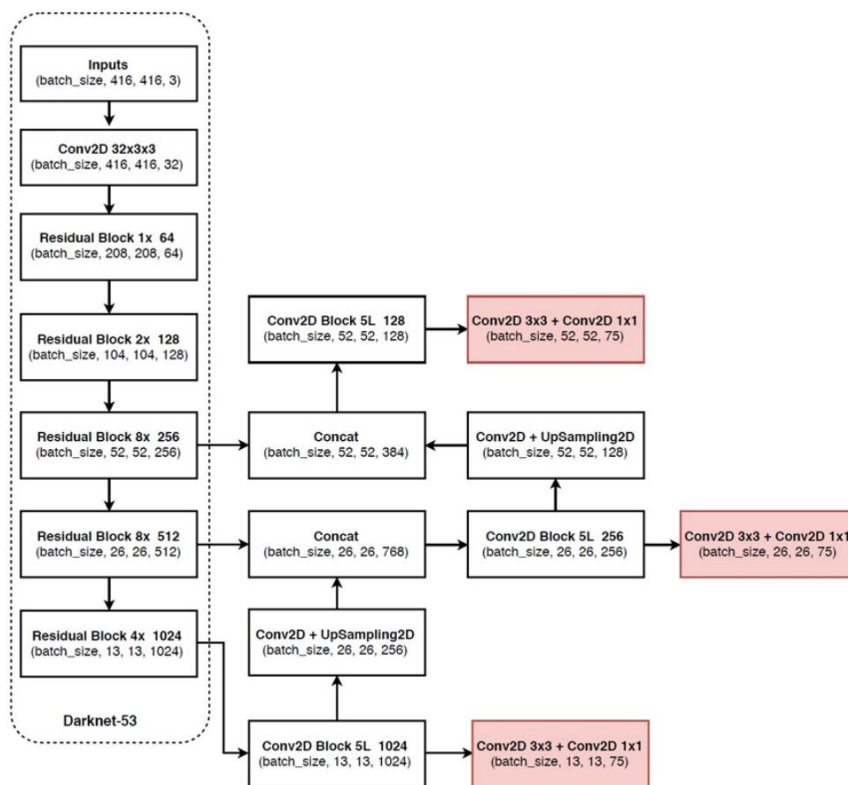 Inputs
(batch_size, 416, 416, 3)
Conv2D 32x3x3
(batch_size, 416, 416, 32)
Residual Block 1x  64
(batch_size, 208, 208, 64)
Residual Block 2x  128
(batch_size, 104, 104, 128)
Residual Block 8x  256
(batch_size, 52, 52, 256)
Residual Block 8x  512
(batch_size, 26, 26, 512)
Residual Block 4x  1024
(batch_size, 13, 13, 1024)
Darknet-53
Conv2D Block 5L  128
(batch_size, 52, 52, 128)
Conv2D 3x3 + Conv2D 1x1
(batch_size, 52, 52, 75)
Concat
(batch_size, 52, 52, 384)
Conv2D + UpSampling2D
(batch_size, 52, 52, 128)
Concat
(batch_size, 26, 26, 768)
Conv2D Block 5L  256
(batch_size, 26, 26, 256)
Conv2D 3x3 + Conv2D 1x1
(batch_size, 26, 26, 75)
Conv2D + UpSampling2D
(batch_size, 26, 26, 256)
Conv2D Block 5L  1024
(batch_size, 13, 13, 1024)
Conv2D 3x3 + Conv2D 1x1
(batch_size, 13, 13, 75)